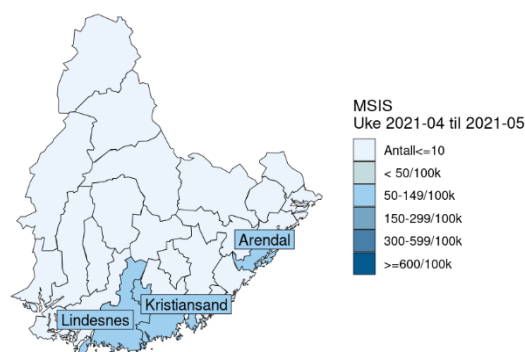 MSIS
Uke 2021-04 til 2021-05
Antall<=10
< 50/100k
50-149/100k
150-299/100k
300-599/100k
>=600/100k
Arendal
Kristiansand
Lindesnes